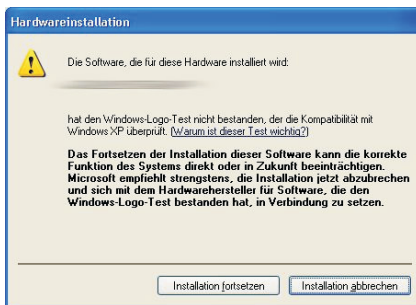 Hardwareinstallation
Die Software, die für diese Hardware installiert wird:
hat den Windows-Logo-Test nicht bestanden, der die Kompatibilität mit
Windows XP überprüft. (Warum ist dieser Test wichtig?)
Das Fortsetzen der Installation dieser Software kann die korrekte
Funktion des Systems direkt oder in Zukunft beeinträchtigen.
Microsoft empfiehlt strengstens, die Installation jetzt abzubrechen
und sich mit dem Hardwarehersteller für Software, die den
Windows-Logo-Test bestanden hat, in Verbindung zu setzen.
Installation fortsetzen
Installation abbrechen